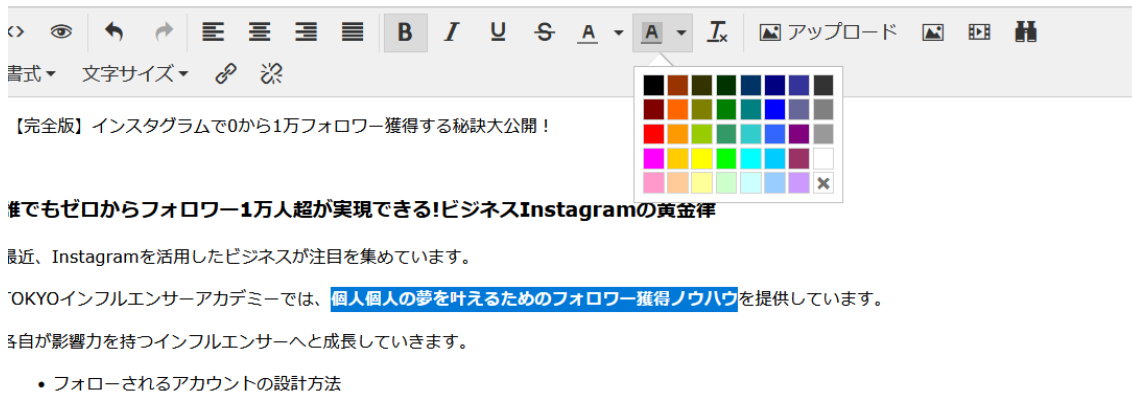 <> B I U S A A Tx アップロード
書式 文字サイズ
【完全版】インスタグラムで0から1万フォロワー獲得する秘訣大公開！
誰でもゼロからフォロワー1万人超が実現できる!ビジネスInstagramの黄金律
最近、Instagramを活用したビジネスが注目を集めています。
TOKYOインフルエンサーアカデミーでは、個人個人の夢を叶えるためのフォロワー獲得ノウハウを提供しています。
各自が影響力を持つインフルエンサーへと成長していきます。
• フォローされるアカウントの設計方法